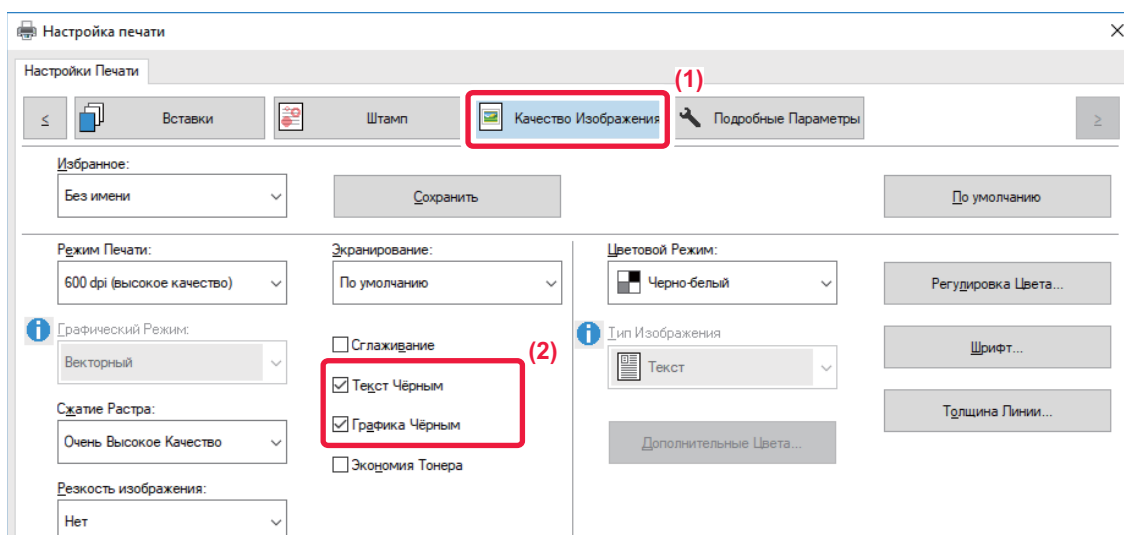 Настройка печати
Настройки Печати
(1)
≤
Вставки
Штамп
Качество Изображения
Подробные Параметры
≥
Избранное:
Без имени
Сохранить
По умолчанию
Режим Печати:
Экранирование:
Цветовой Режим:
600 dpi (высокое качество)
По умолчанию
Черно-белый
Регулировка Цвета...
Графический Режим:
Векторный
Сглаживание
(2)
Тип Изображения
Текст
Шрифт...
Текст Чёрным
Сжатие Растра:
Очень Высокое Качество
Графика Чёрным
Толщина Линии...
Дополнительные Цвета...
Экономия Тонера
Резкость изображения:
Нет